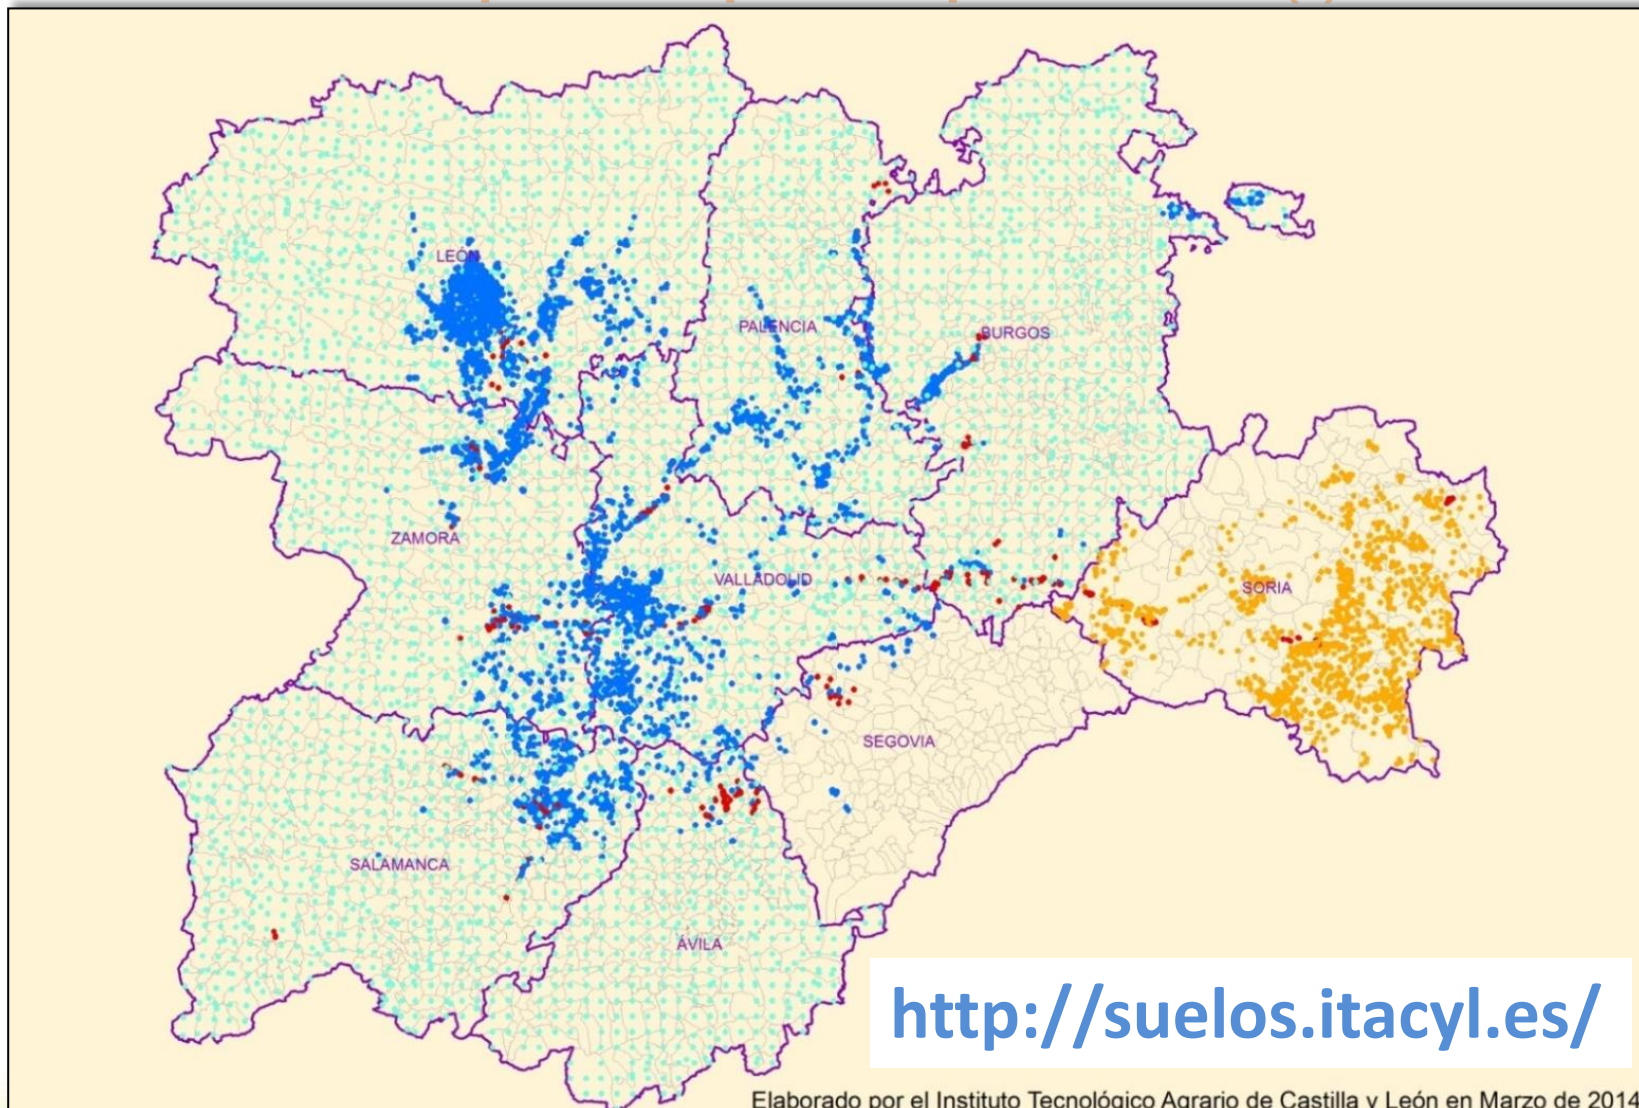 LEÓN
PALENCIA
BURGOS
ZAMORA
VALLADOLID
SORIA
SEGOVIA
SALAMANCA
ÁVILA
http://suelos.itacyl.es/
Elaborado por el Instituto Tecnológico Agrario de Castilla y León en Marzo de 2014